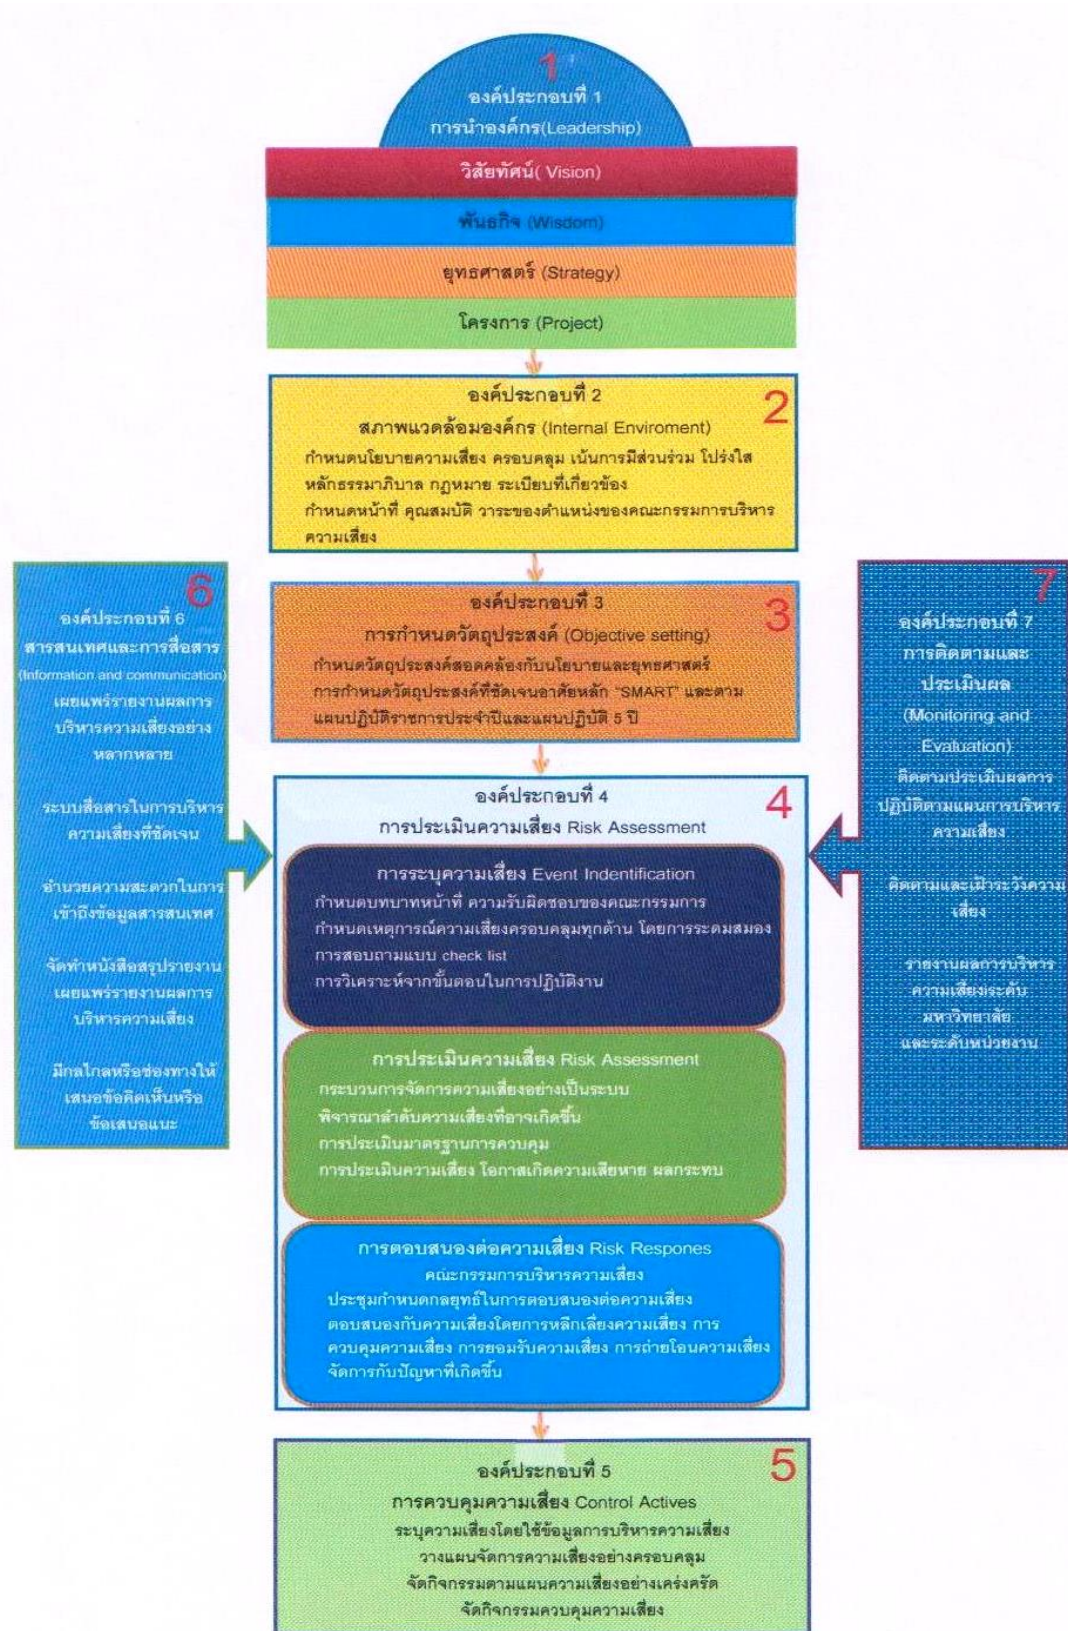 1
องค์ประกอบที่ 1
การนำองค์กร(Leadership)
วิสัยทัศน์( Vision)
พันธกิจ (Wisdom)
ยุทธศาสตร์ (Strategy)
โครงการ (Project)
2
องค์ประกอบที่ 2
สภาพแวดล้อมองค์กร (Internal Enviroment)
กำหนดนโยบายความเสี่ยง ครอบคลุม เน้นการมีส่วนร่วม โปร่งใส
หลักธรรมาภิบาล กฎหมาย ระเบียบที่เกี่ยวข้อง
กำหนดหน้าที่ คุณสมบัติ วาระของตำแหน่งของคณะกรรมการบริหาร
ความเสี่ยง
3
องค์ประกอบที่ 3
การกำหนดวัตถุประสงค์ (Objective setting)
กำหนดวัตถุประสงค์สอดคล้องกับนโยบายและยุทธศาสตร์
การกำหนดวัตถุประสงค์ที่ชัดเจนอาศัยหลัก "SMART" และตาม
แผนปฏิบัติราชการประจำปีและแผนปฏิบัติ 5 ปี
4
องค์ประกอบที่ 4
การประเมินความเสี่ยง Risk Assessment
การระบุความเสี่ยง Event Indentification
กำหนดบทบาทหน้าที่ ความรับผิดชอบของคณะกรรมการ
กำหนดเหตุการณ์ความเสี่ยงครอบคลุมทุกด้าน โดยการระดมสมอง
การสอบถามแบบ check list
การวิเคราะห์จากขั้นตอนในการปฏิบัติงาน
การประเมินความเสี่ยง Risk Assessment
กระบวนการจัดการความเสี่ยงอย่างเป็นระบบ
พิจารณาลำดับความเสี่ยงที่อาจเกิดขึ้น
การประเมินมาตรฐานการควบคุม
การประเมินความเสี่ยง โอกาสเกิดความเสียหาย ผลกระทบ
การตอบสนองต่อความเสี่ยง Risk Respones
คณะกรรมการบริหารความเสี่ยง
ประชุมกำหนดกลยุทธ์ในการตอบสนองต่อความเสี่ยง
ตอบสนองกับความเสี่ยงโดยการหลีกเลี่ยงความเสี่ยง การ
ควบคุมความเสี่ยง การยอมรับความเสี่ยง การถ่ายโอนความเสี่ยง
จัดการกับปัญหาที่เกิดขึ้น
5
องค์ประกอบที่ 5
การควบคุมความเสี่ยง Control Actives
ระบุความเสี่ยงโดยใช้ข้อมูลการบริหารความเสี่ยง
วางแผนจัดการความเสี่ยงอย่างครอบคลุม
จัดกิจกรรมตามแผนความเสี่ยงอย่างเคร่งครัด
จัดกิจกรรมควบคุมความเสี่ยง
6
องค์ประกอบที่ 6
สารสนเทศและการสื่อสาร
(Information and communication)
เผยแพร่รายงานผลการ
บริหารความเสี่ยงอย่าง
หลากหลาย
ระบบสื่อสารในการบริหาร
ความเสี่ยงที่ชัดเจน
อำนวยความสะดวกในการ
เข้าถึงข้อมูลสารสนเทศ
จัดทำหนังสือสรุปรายงาน
เผยแพร่รายงานผลการ
บริหารความเสี่ยง
มีกลไกลหรือช่องทางให้
เสนอข้อคิดเห็นหรือ
ข้อเสนอแนะ
7
องค์ประกอบที่ 7
การติดตามและ
ประเมินผล
(Monitoring and
Evaluation)
ติดตามประเมินผลการ
ปฏิบัติตามแผนการบริหาร
ความเสี่ยง
ติดตามและเฝ้าระวังความ
เสี่ยง
รายงานผลการบริหาร
ความเสี่ยงระดับ
มหาวิทยาลัย
และระดับหน่วยงาน